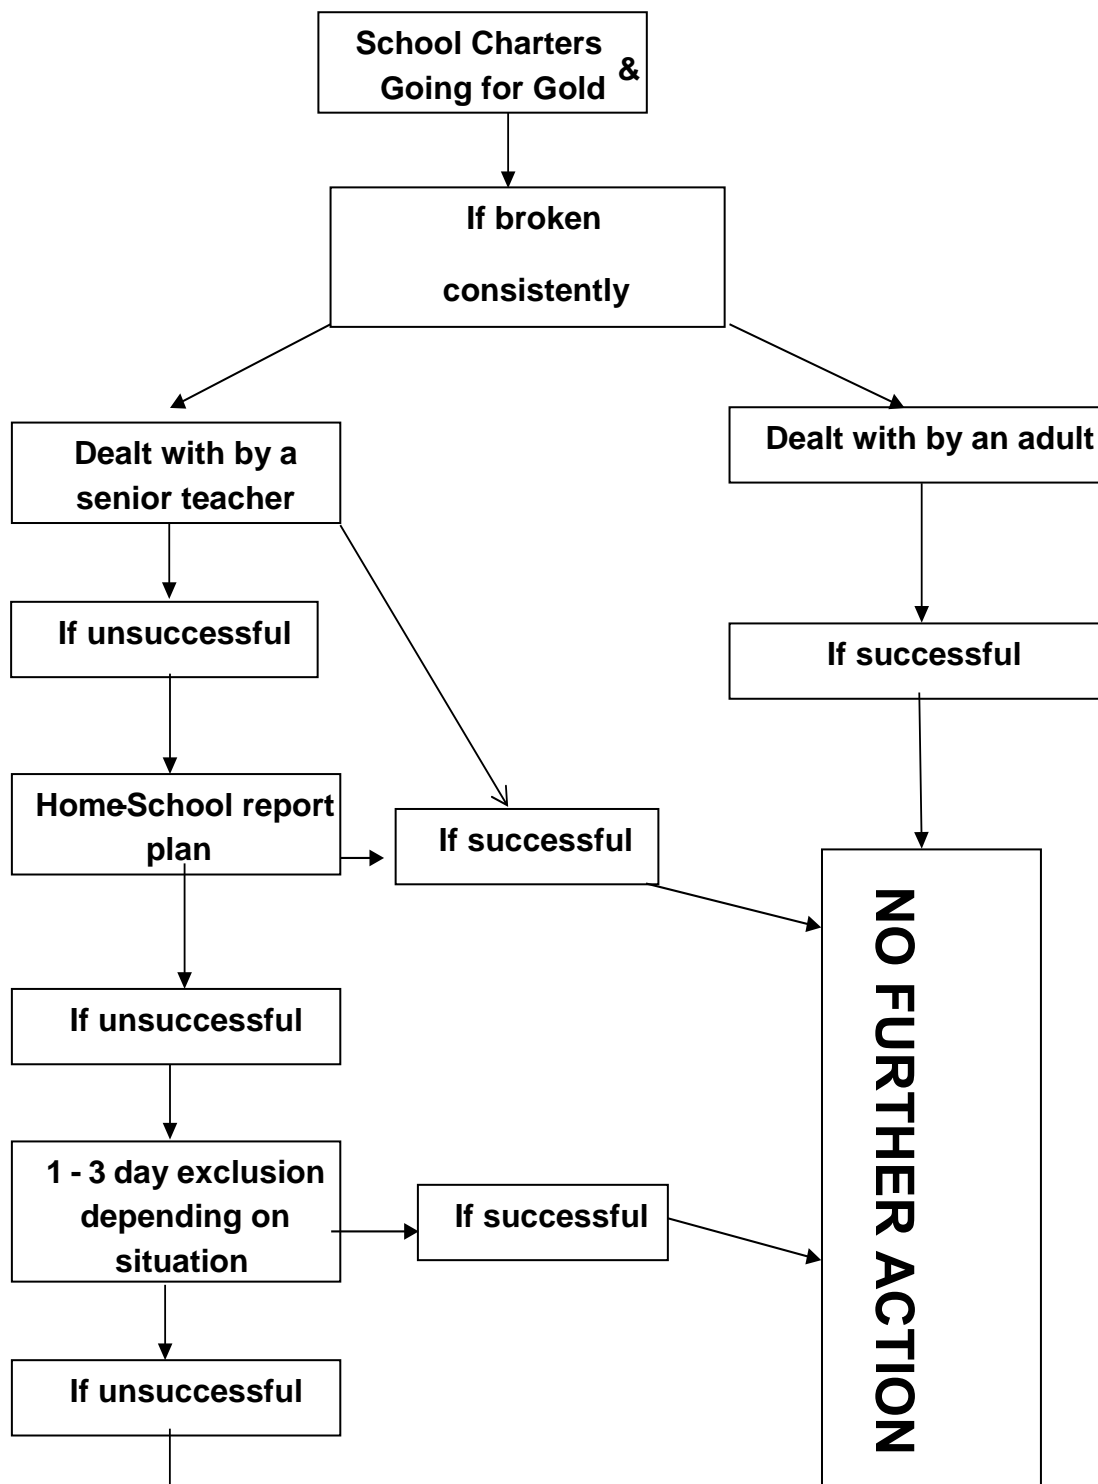 School Charters &
Going for Gold
If broken
consistently
Dealt with by a
senior teacher
Dealt with by an adult
If unsuccessful
If successful
Home-School report
plan
If successful
If unsuccessful
1 - 3 day exclusion
depending on
situation
If successful
If unsuccessful
NO FURTHER ACTION